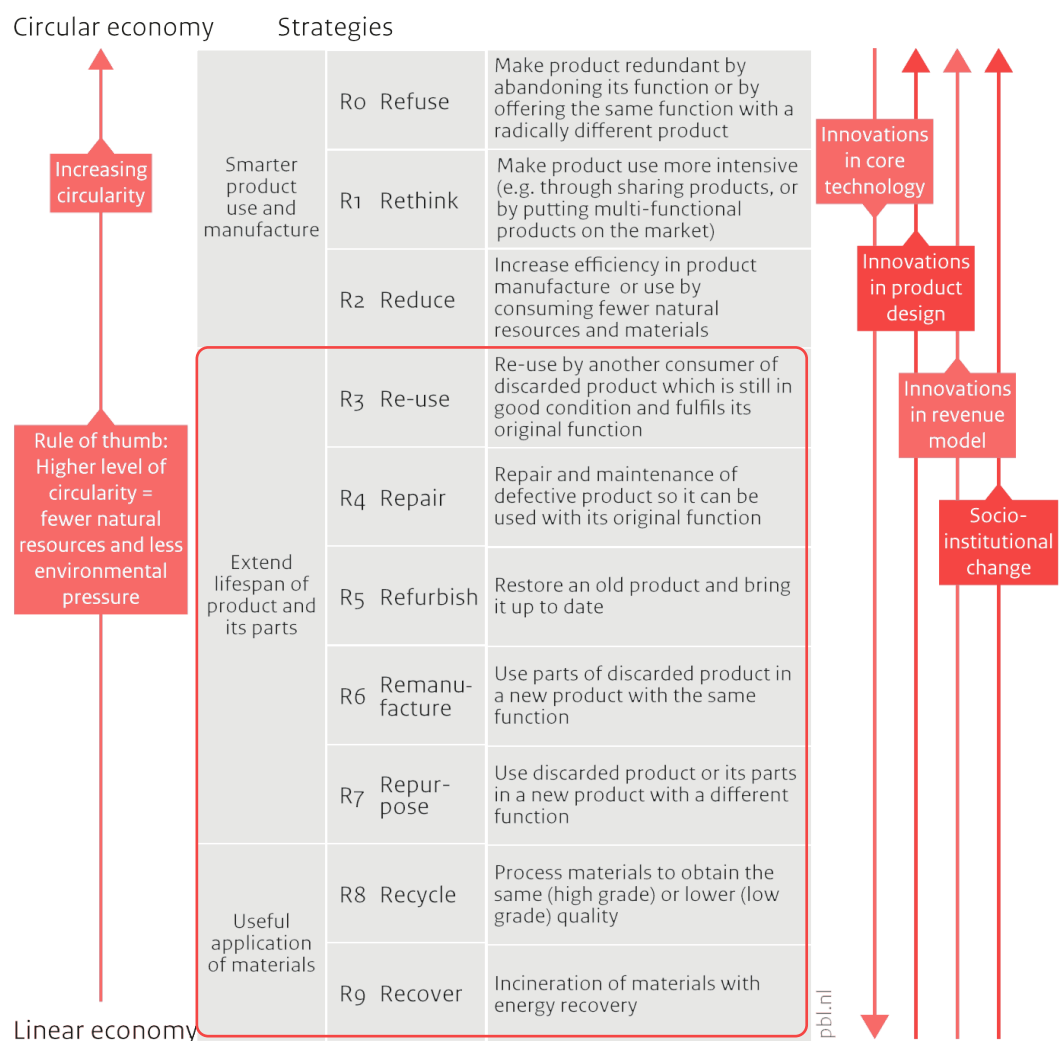 Circular economy
Strategies
Increasing
circularity
Rule of thumb:
Higher level of
circularity =
fewer natural
resources and less
environmental
pressure
Linear economy
Smarter
product
use and
manufacture
R0 Refuse
Make product redundant by
abandoning its function or by
offering the same function with a
radically different product
R1 Rethink
Make product use more intensive
(e.g. through sharing products, or
by putting multi-functional
products on the market)
R2 Reduce
Increase efficiency in product
manufacture or use by
consuming fewer natural
resources and materials
Extend
lifespan of
product and
its parts
R3 Re-use
Re-use by another consumer of
discarded product which is still in
good condition and fulfils its
original function
R4 Repair
Repair and maintenance of
defective product so it can be
used with its original function
R5 Refurbish
Restore an old product and bring
it up to date
R6 Remanu-
facture
Use parts of discarded product in
a new product with the same
function
R7 Repur-
pose
Use discarded product or its parts
in a new product with a different
function
Useful
application
of materials
R8 Recycle
Process materials to obtain the
same (high grade) or lower (low
grade) quality
R9 Recover
Incineration of materials with
energy recovery
pbl.nl
Innovations
in core
technology
Innovations
in product
design
Innovations
in revenue
model
Socio-
institutional
change